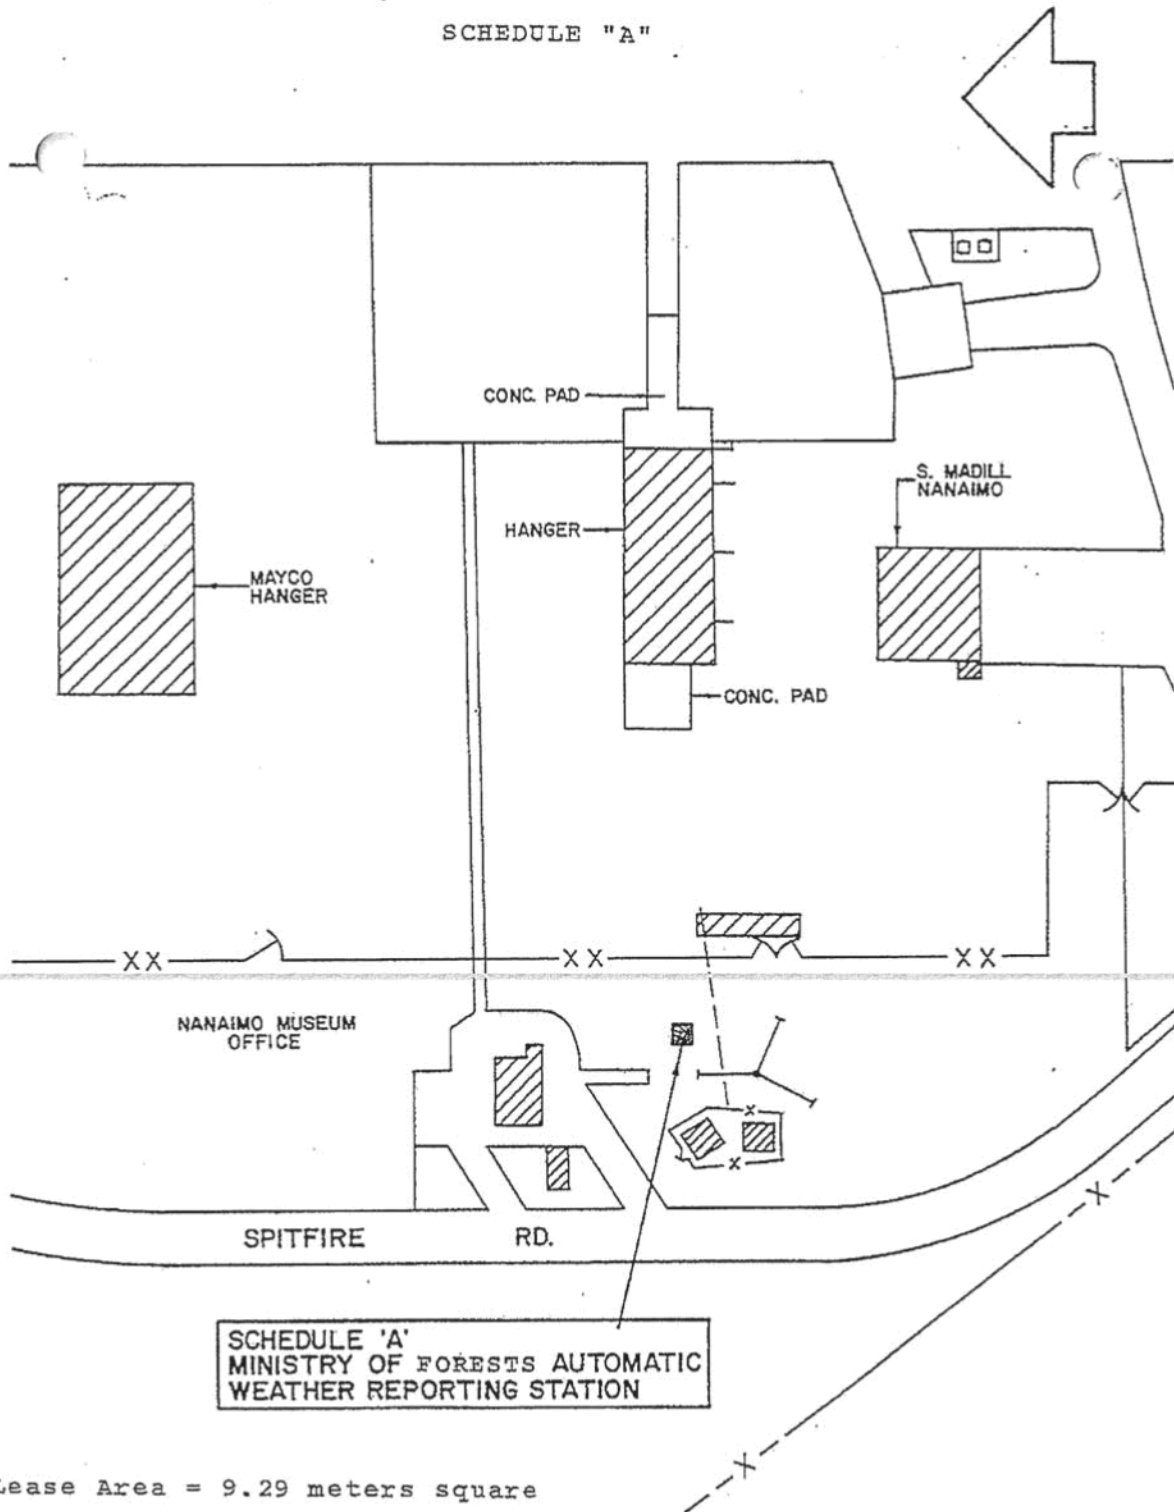 SCHEDULE "A"
CONC. PAD
S. MADILL
NANAIMO
HANGER
MAYCO
HANGER
CONC. PAD
XX
XX
XX
NANAIMO MUSEUM
OFFICE
X
X
X
SPITFIRE RD.
SCHEDULE 'A'
MINISTRY OF FORESTS AUTOMATIC
WEATHER REPORTING STATION
X
Lease Area = 9.29 meters square